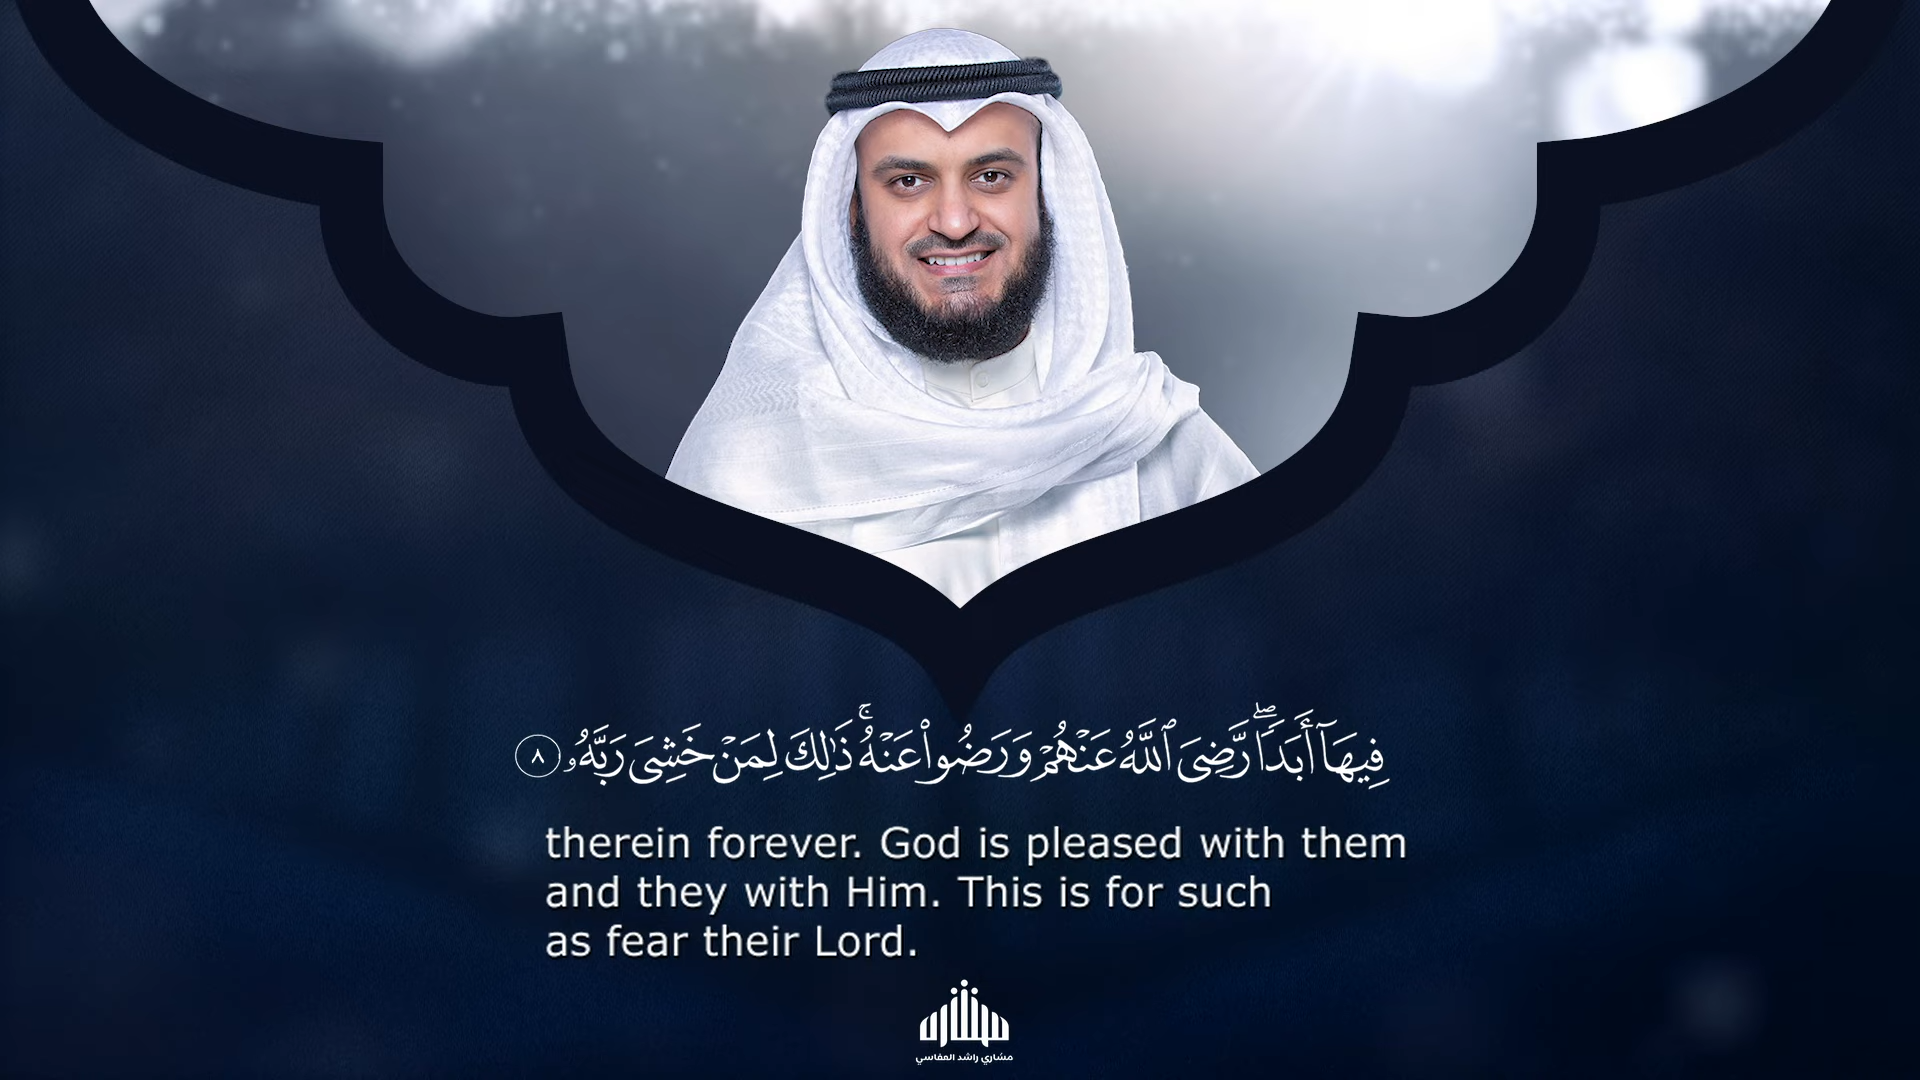 فِيهَآ أَبَدًاۖ رَّضِيَ ٱللَّهُ عَنۡهُمۡ وَرَضُواْ عَنۡهُۚ ذَٰلِكَ لِمَنۡ خَشِيَ رَبَّهُۥ ٨
therein forever. God is pleased with them
and they with Him. This is for such
as fear their Lord.
مشاري
مشاري راشد العفاسي